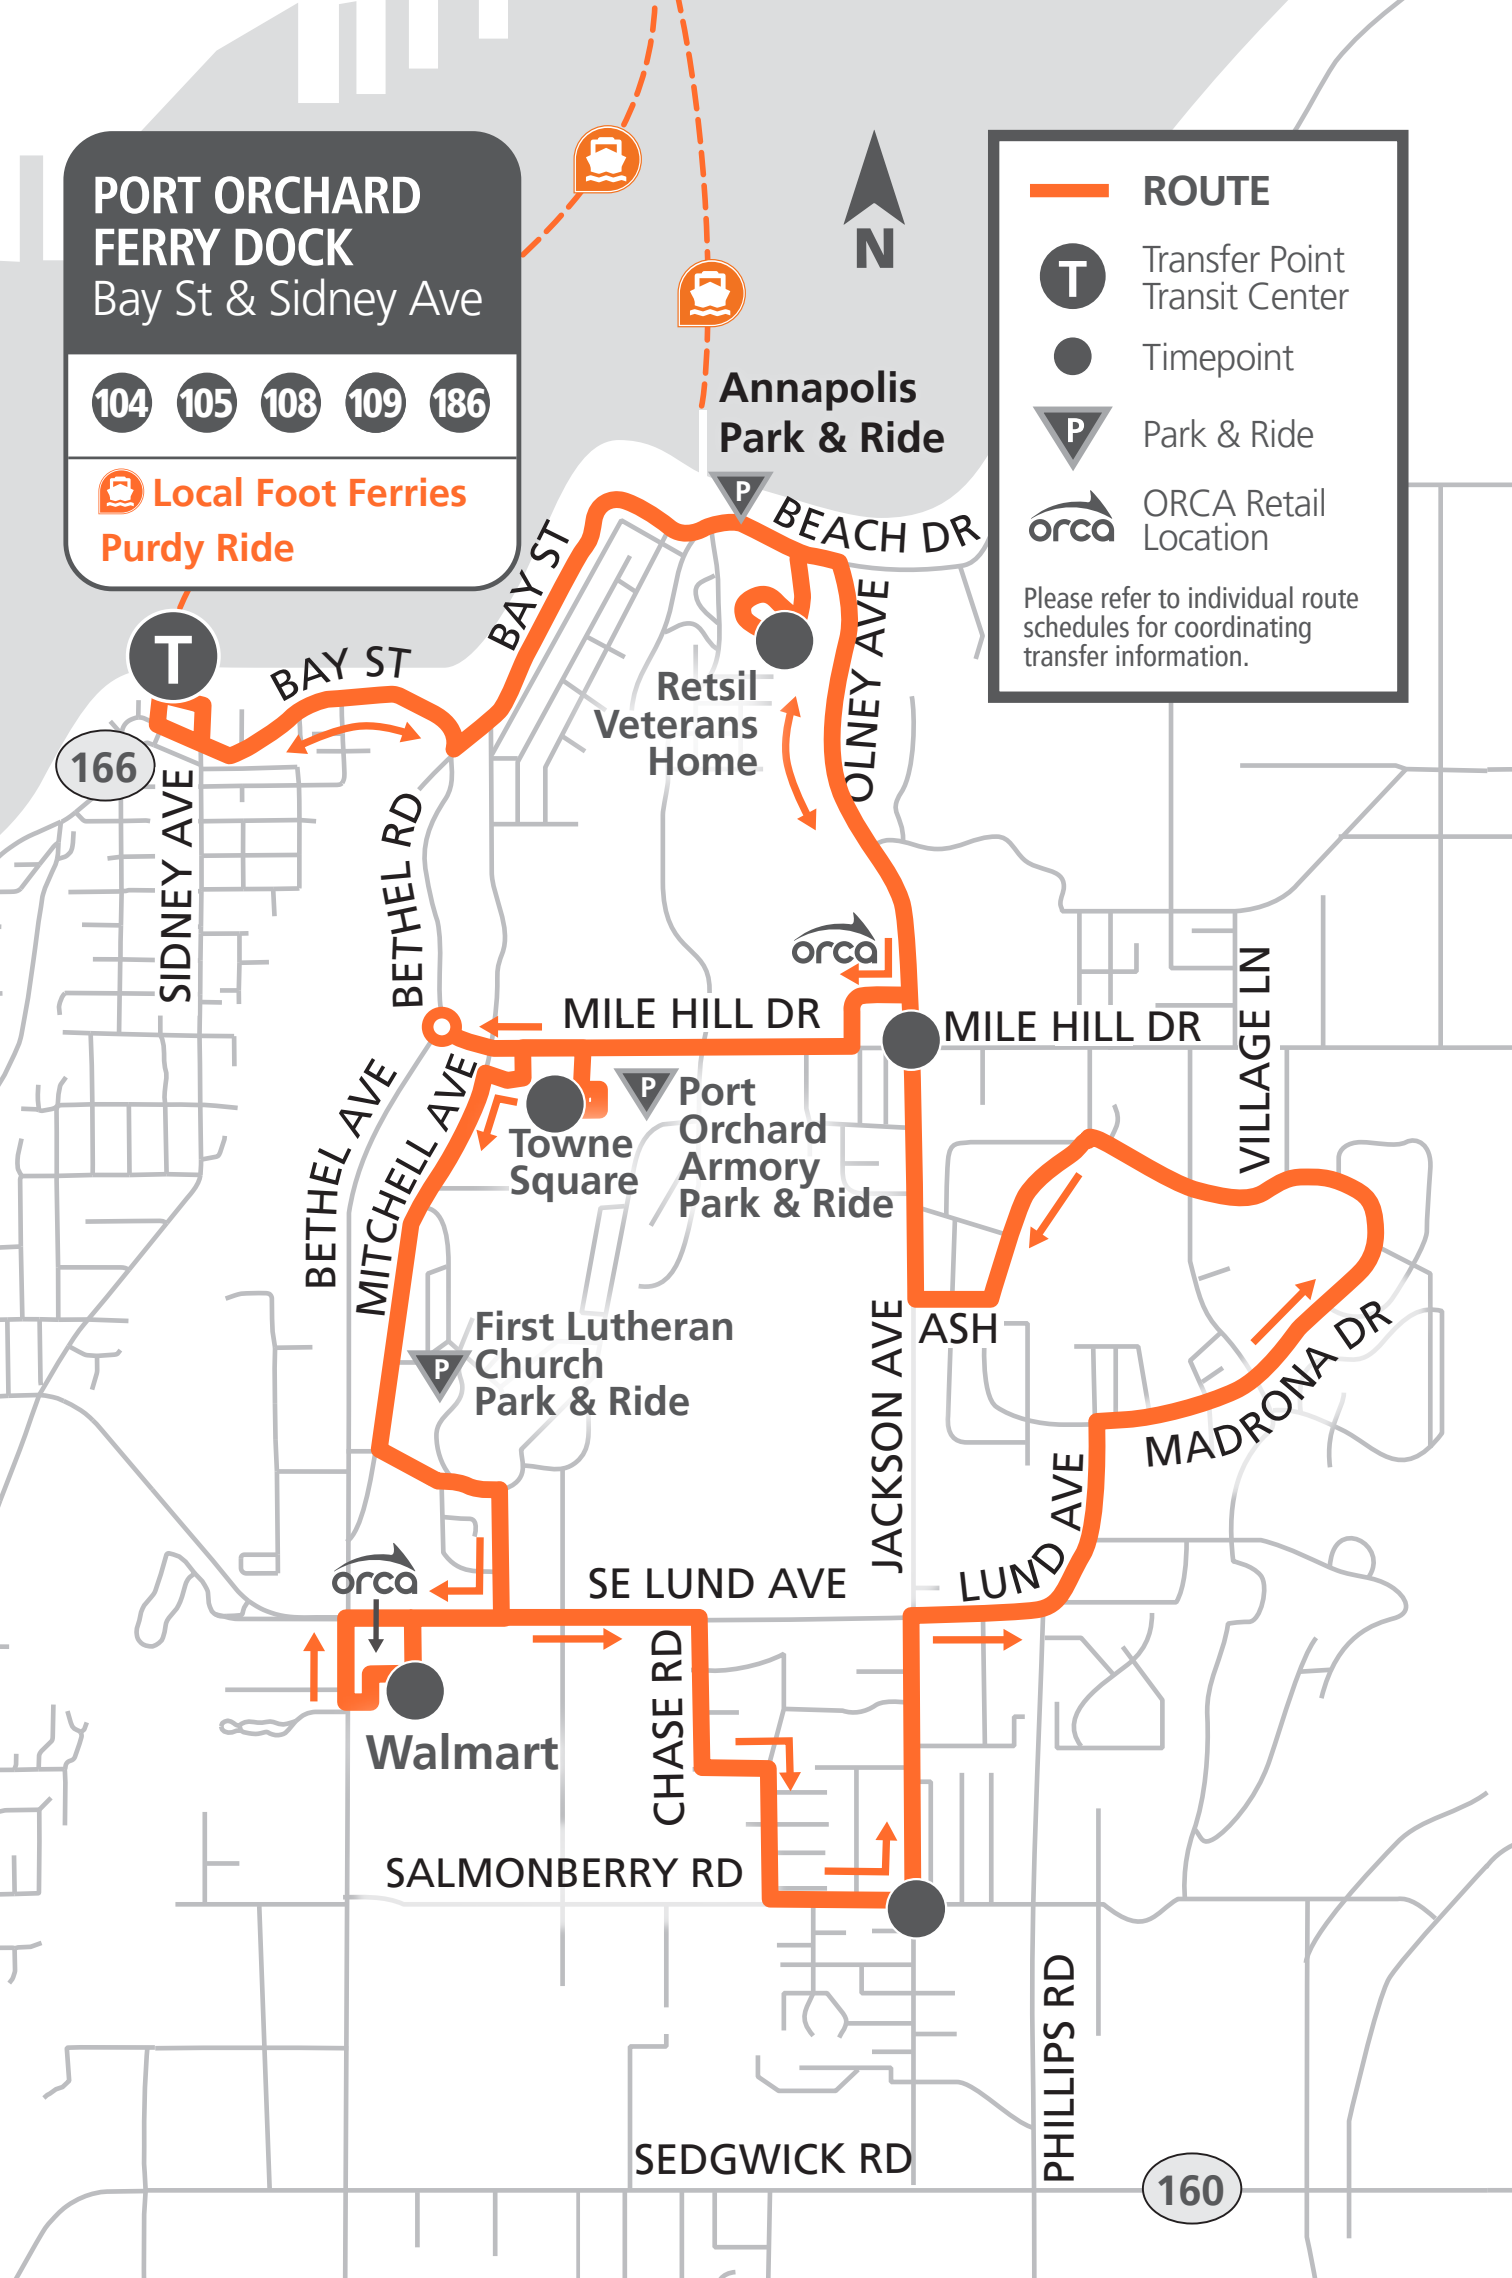 PORT ORCHARD
FERRY DOCK
Bay St & Sidney Ave
104 105 108 109 186
Local Foot Ferries
Purdy Ride
N
ROUTE
T
Transfer Point
Transit Center
Timepoint
P
Park & Ride
orca
ORCA Retail
Location
Please refer to individual route
schedules for coordinating
transfer information.
Annapolis
Park & Ride
P
BEACH DR
BAY ST
T
BAY ST
166
Retsil
Veterans
Home
OLNEY AVE
SIDNEY AVE
BETHEL RD
orca
MILE HILL DR
MILE HILL DR
VILLAGE LN
BETHEL AVE
MITCHELL AVE
Towne
Square
P
Port
Orchard
Armory
Park & Ride
P
First Lutheran
Church
Park & Ride
JACKSON AVE
ASH
MADRONA DR
LUND AVE
orca
SE LUND AVE
CHASE RD
Walmart
SALMONBERRY RD
PHILLIPS RD
SEDGWICK RD
160